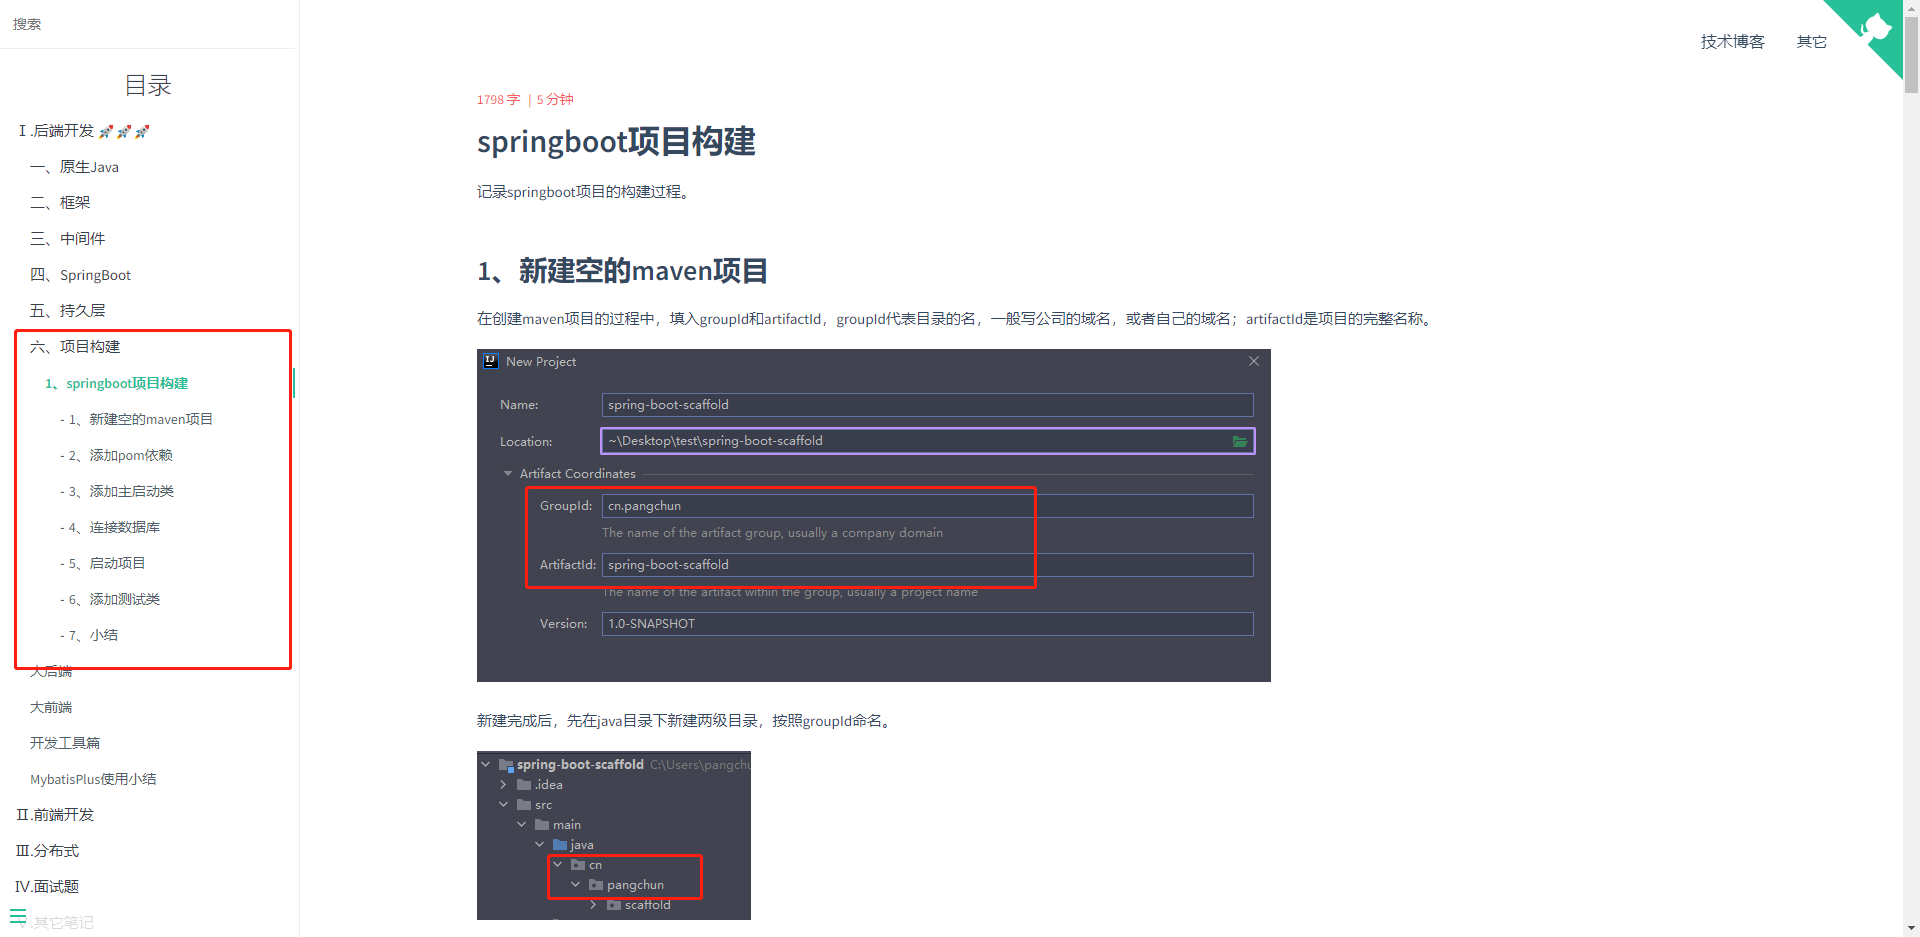 搜索
目录
Ⅰ.后端开发 🚀🚀🚀
一、原生Java
二、框架
三、中间件
四、SpringBoot
五、持久层
六、项目构建
1、springboot项目构建
- 1、新建空的maven项目
- 2、添加pom依赖
- 3、添加主启动类
- 4、连接数据库
- 5、启动项目
- 6、添加测试类
- 7、小结
大后端
大前端
开发工具篇
MybatisPlus使用小结
Ⅱ.前端开发
Ⅲ.分布式
Ⅳ.面试题
Ⅴ.其它笔记
技术博客
其它
1798 字 | 5 分钟
springboot项目构建
记录springboot项目的构建过程。
1、新建空的maven项目
在创建maven项目的过程中，填入groupId和artifactId，groupId代表目录的名，一般写公司的域名，或者自己的域名；artifactId是项目的完整名称。
New Project
Name: spring-boot-scaffold
Location: ~\Desktop\test\spring-boot-scaffold
Artifact Coordinates
GroupId: cn.pangchun
The name of the artifact group, usually a company domain
ArtifactId: spring-boot-scaffold
The name of the artifact within the group, usually a project name
Version: 1.0-SNAPSHOT
新建完成后，先在java目录下新建两级目录，按照groupId命名。
spring-boot-scaffold C:\Users\pangchu
.idea
src
main
java
cn
pangchun
scaffold